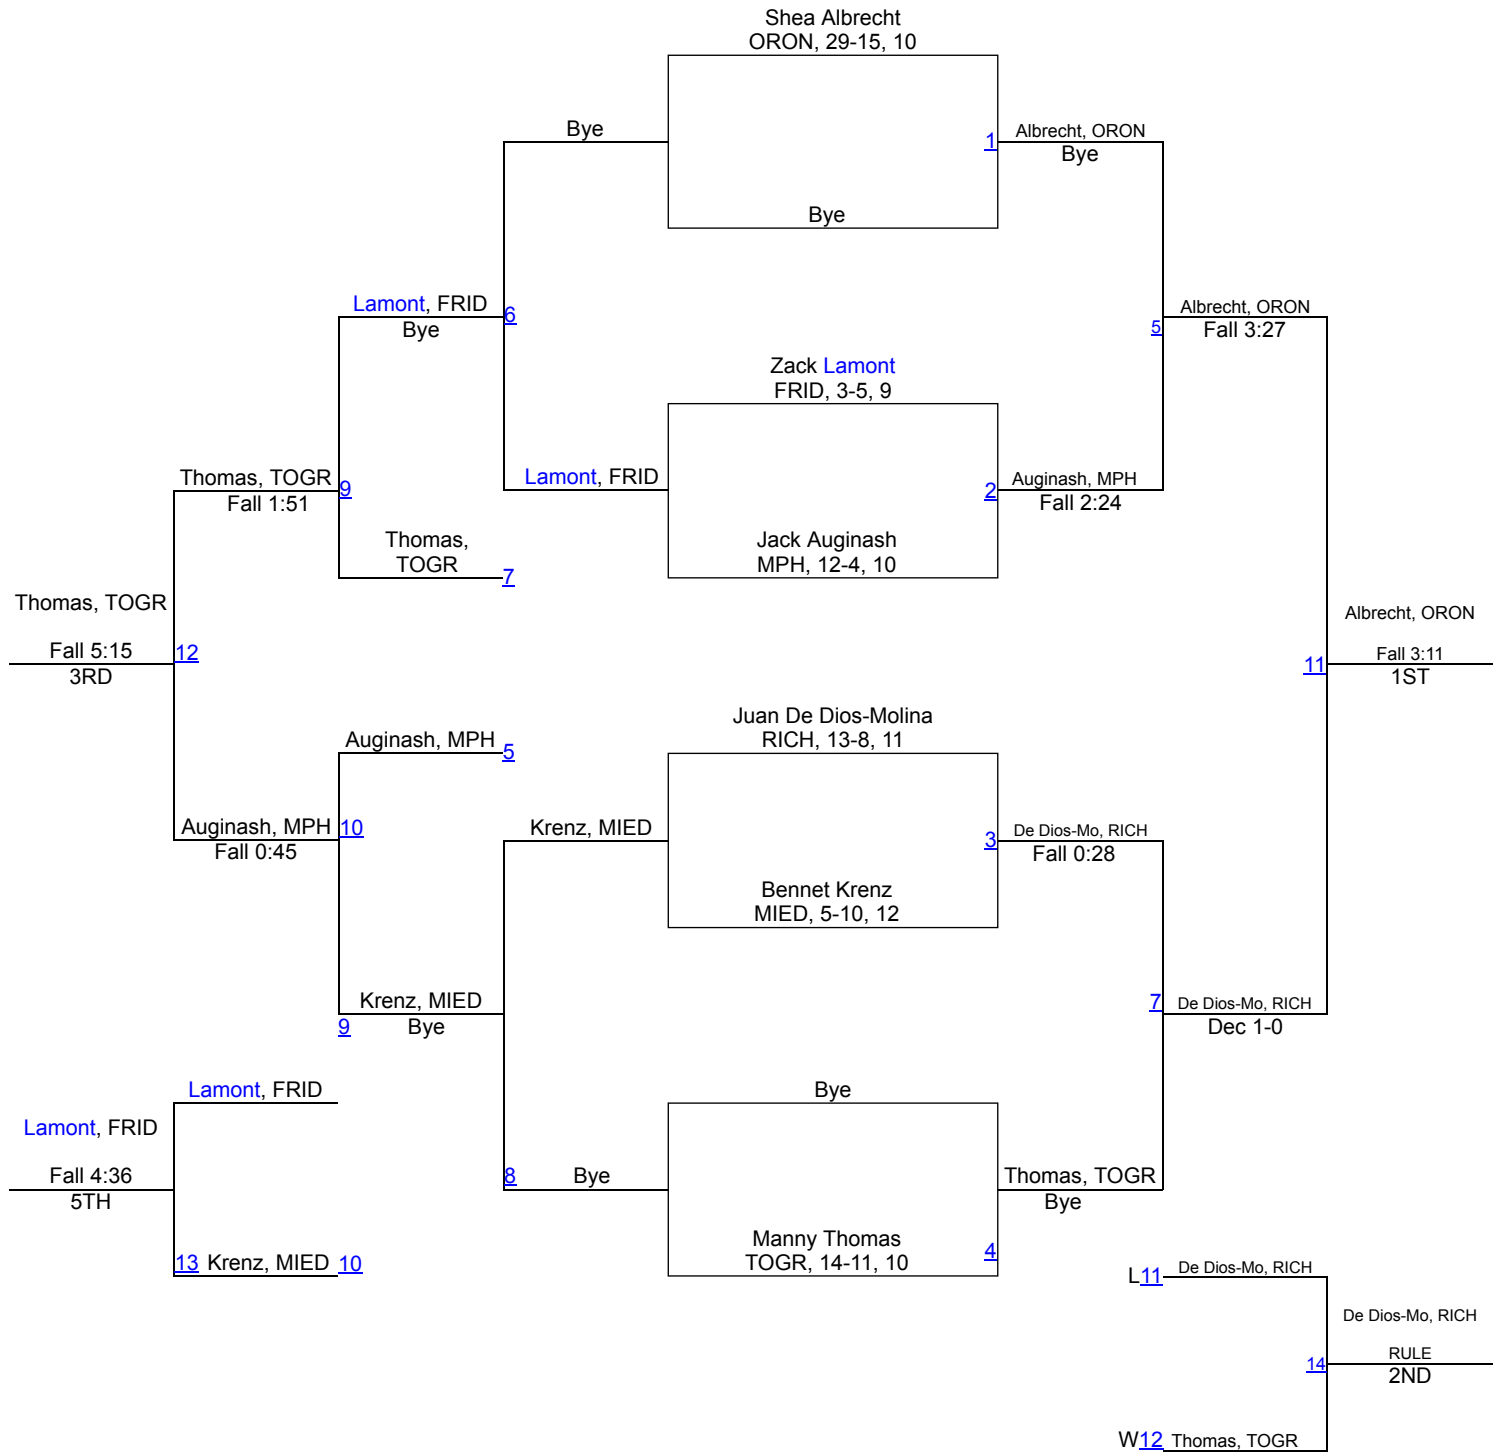 Shea Albrecht
ORON, 29-15, 10
Bye
1
Albrecht, ORON
Bye
Bye
Lamont, FRID
6
Bye
Albrecht, ORON
5
Fall 3:27
Zack Lamont
FRID, 3-5, 9
Thomas, TOGR
9
Fall 1:51
Lamont, FRID
2
Auginash, MPH
Fall 2:24
Thomas,
TOGR
7
Jack Auginash
MPH, 12-4, 10
Thomas, TOGR
Fall 5:15
12
3RD
Albrecht, ORON
11
Fall 3:11
1ST
Juan De Dios-Molina
RICH, 13-8, 11
Auginash, MPH
5
Auginash, MPH
10
Fall 0:45
Krenz, MIED
3
De Dios-Mo, RICH
Fall 0:28
Bennet Krenz
MIED, 5-10, 12
Krenz, MIED
9
Bye
7
De Dios-Mo, RICH
Dec 1-0
Lamont, FRID
Bye
Lamont, FRID
Fall 4:36
5TH
8
Bye
Thomas, TOGR
Bye
13
Krenz, MIED
10
Manny Thomas
TOGR, 14-11, 10
4
L11
De Dios-Mo, RICH
De Dios-Mo, RICH
14
RULE
2ND
W12
Thomas, TOGR